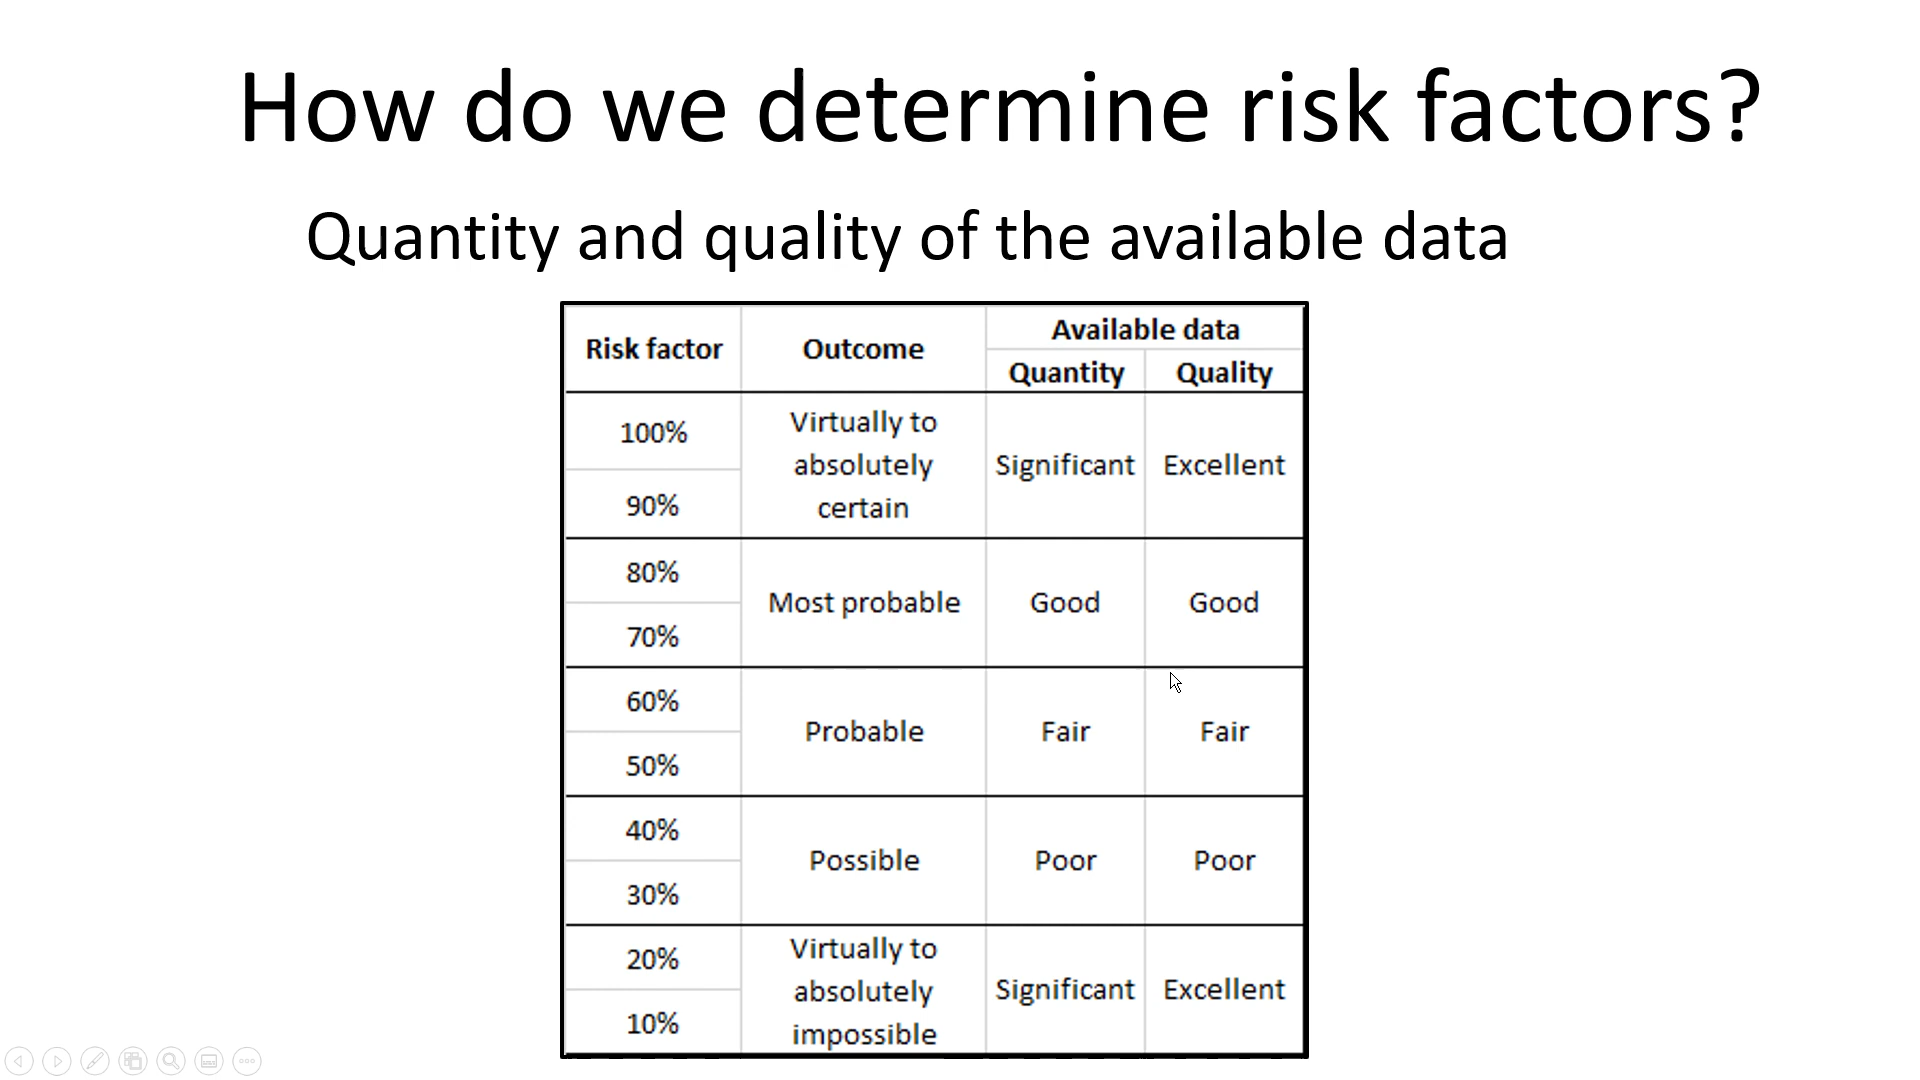 How do we determine risk factors?
Quantity and quality of the available data
Risk factor
Outcome
Available data
Quantity
Quality
100%
90%
Virtually to
absolutely
certain
Significant
Excellent
80%
70%
Most probable
Good
Good
60%
50%
Probable
Fair
Fair
40%
30%
Possible
Poor
Poor
20%
10%
Virtually to
absolutely
impossible
Significant
Excellent